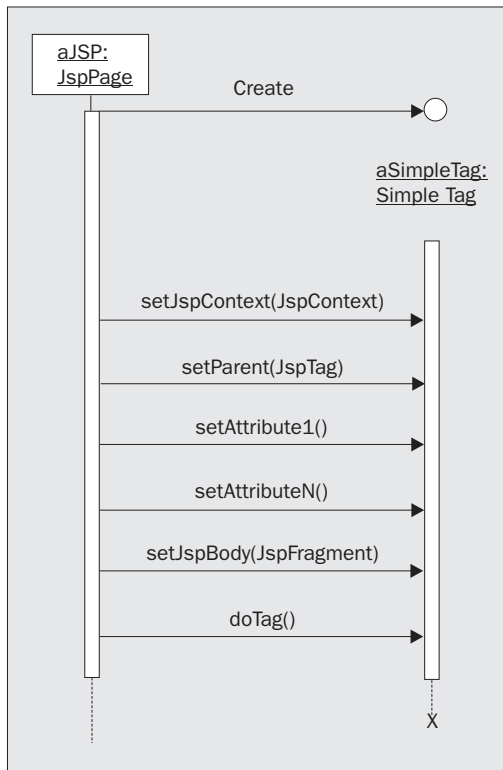 aJSP:
JspPage
Create
aSimpleTag:
Simple Tag
setJspContext(JspContext)
setParent(JspTag)
setAttribute1()
setAttributeN()
setJspBody(JspFragment)
doTag()
X